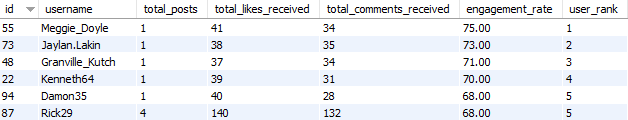 id username total_posts total_likes_received total_comments_received engagement_rate user_rank
55 Meggie_Doyle 1 41 34 75.00 1
73 Jaylan.Lakin 1 38 35 73.00 2
48 Granville_Kutch 1 37 34 71.00 3
22 Kenneth64 1 39 31 70.00 4
94 Damon35 1 40 28 68.00 5
87 Rick29 4 140 132 68.00 5